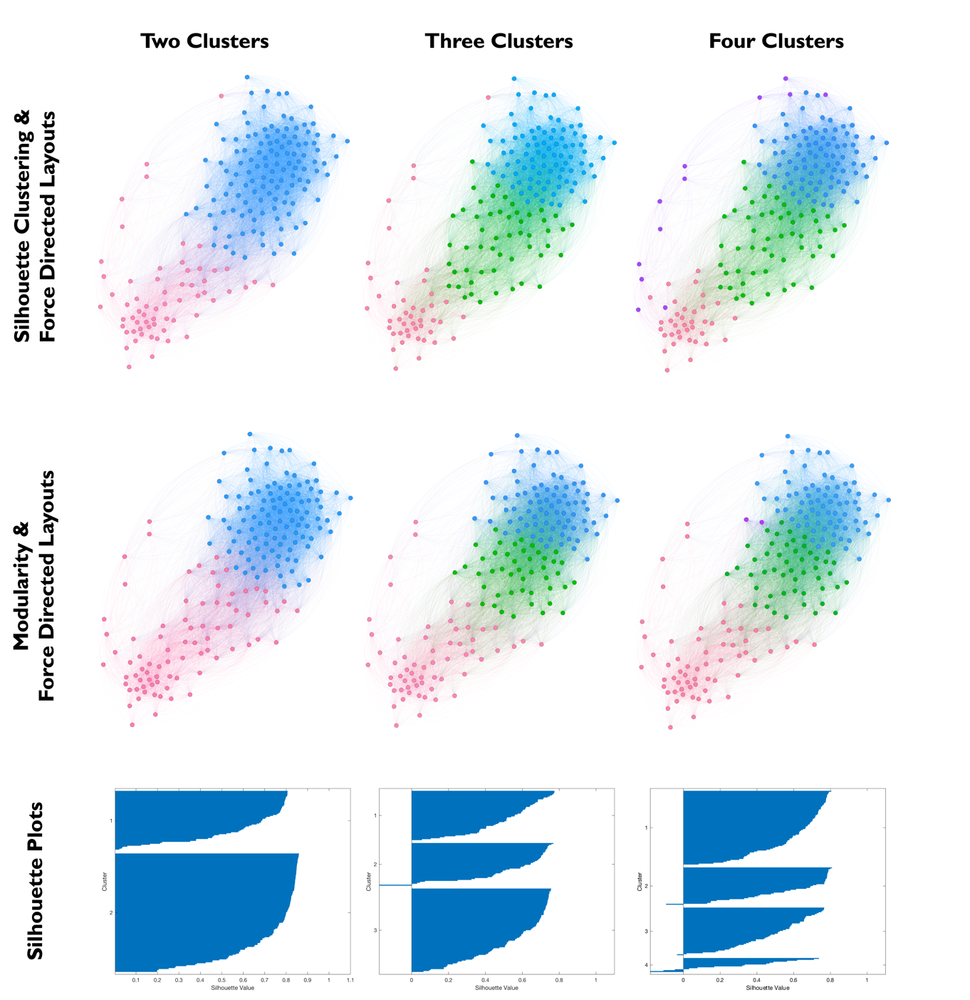 Two Clusters
Three Clusters
Four Clusters
Silhouette Clustering &
Force Directed Layouts
Modularity &
Force Directed Layouts
Silhouette Plots
Cluster
1
2
0.1 0.2 0.3 0.4 0.5 0.6 0.7 0.8 0.9 1 1.1
Silhouette Value
Cluster
1
2
3
0 0.2 0.4 0.6 0.8 1
Silhouette Value
Cluster
1
2
3
4
0 0.2 0.4 0.6 0.8 1
Silhouette Value